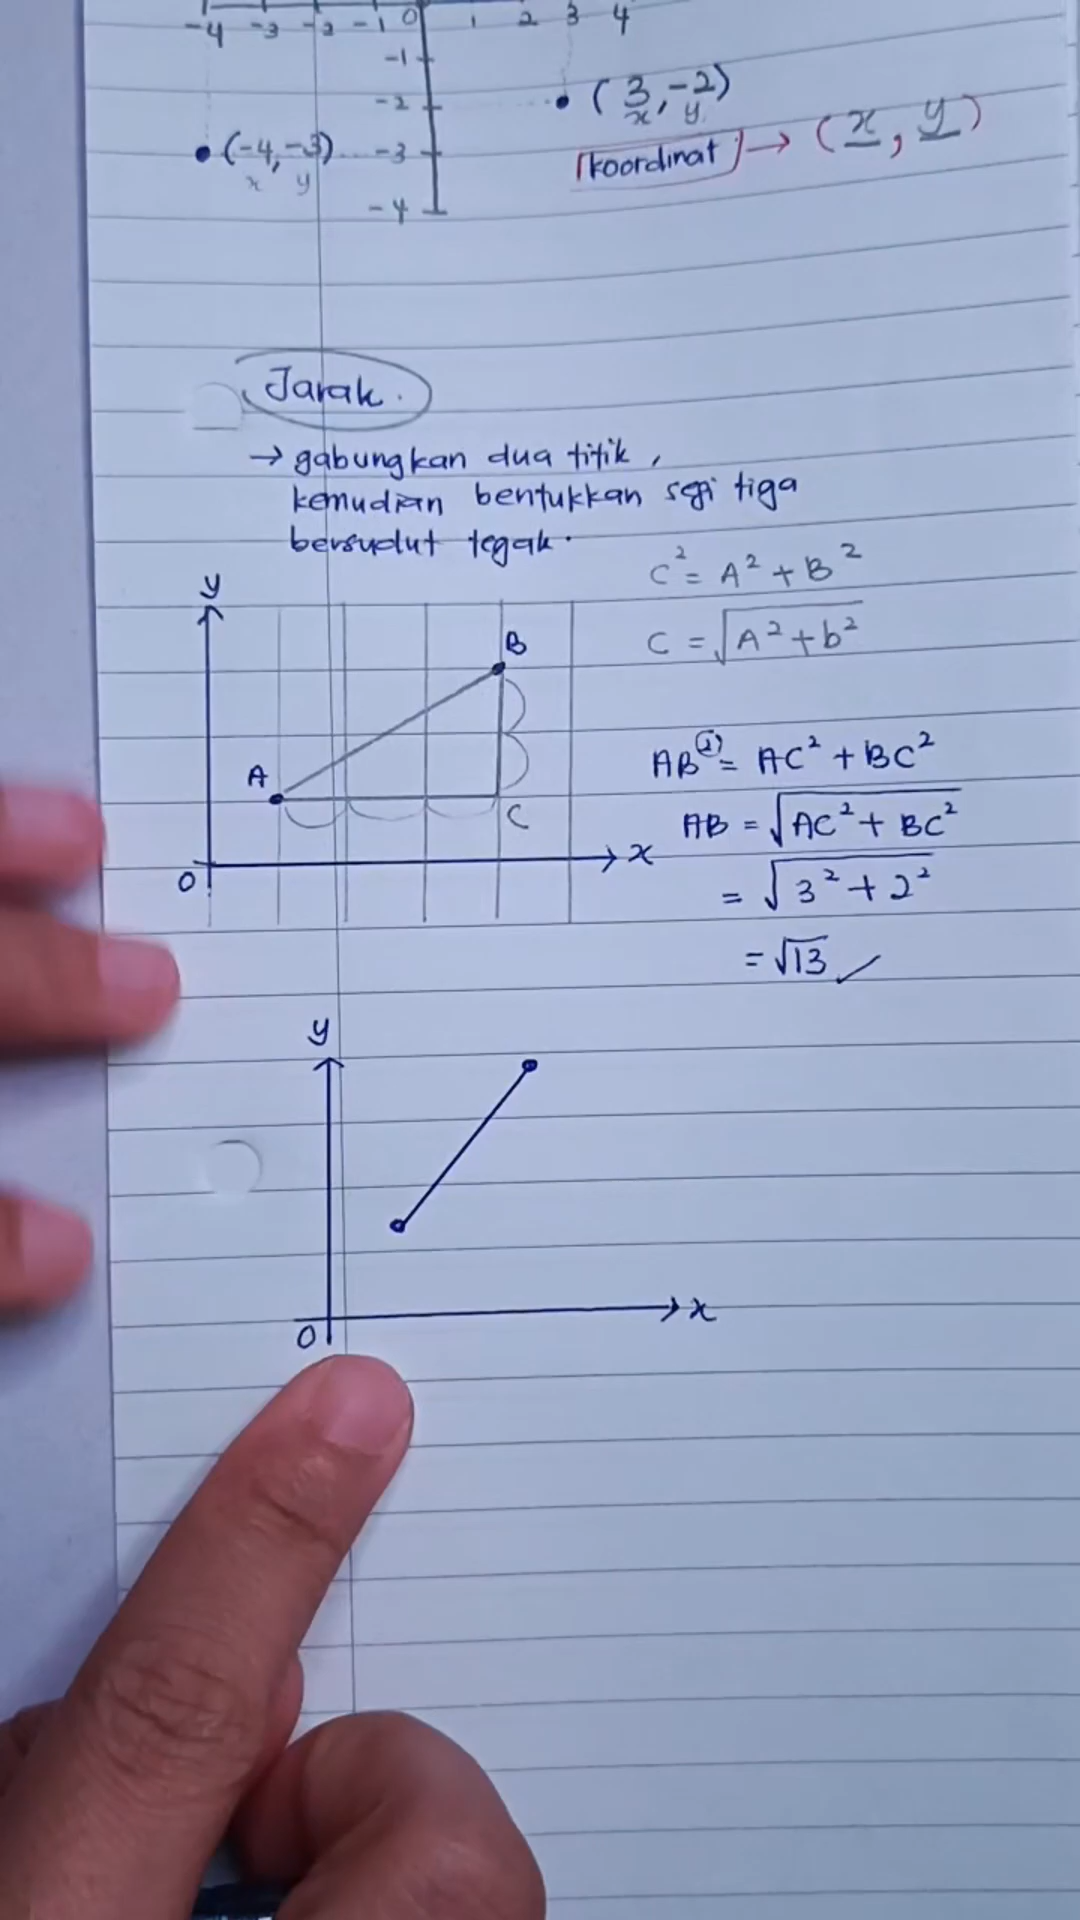 -4 -3 -2 -1 0 1 2 3 4
-1
-2
(3,-2)
x y
(-4,-3)
x y
-3
koordinat → (x, y)
-4
Jarak.
→ gabungkan dua titik,
kemudian bentukkan segi tiga
bersudut tegak.
C² = A² + B²
C = √A² + b²
y
B
A
C
x
0
AB² = AC² + BC²
AB = √AC² + BC²
= √3² + 2²
= √13
y
x
0